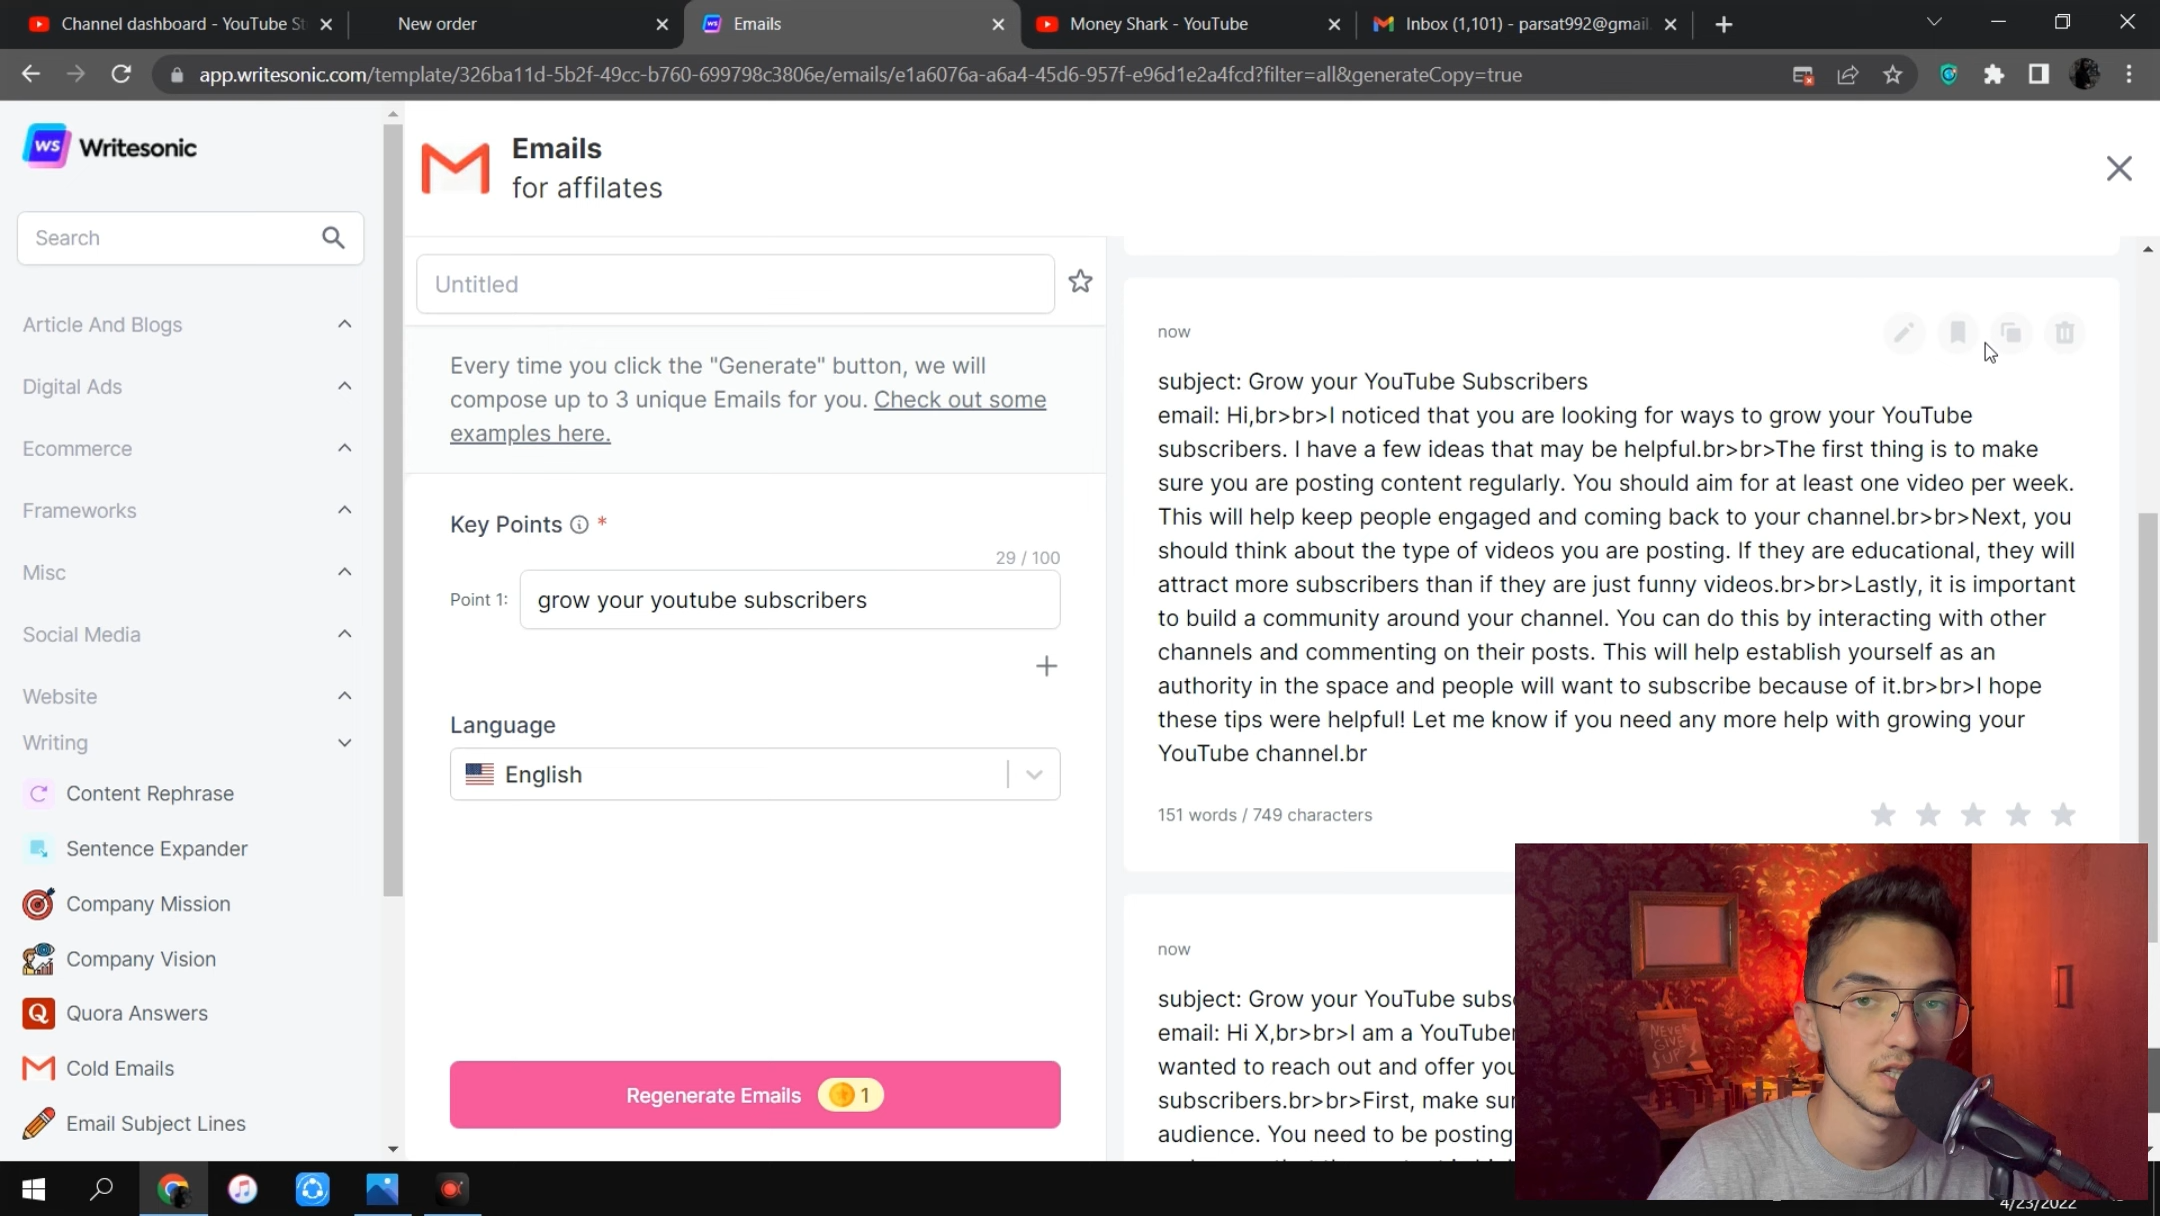 Channel dashboard - YouTube St
New order
Emails
Money Shark - YouTube
Inbox (1,101) - parsat992@gmail.
app.writesonic.com/template/326ba11d-5b2f-49cc-b760-699798c3806e/emails/e1a6076a-a6a4-45d6-957f-e96d1e2a4fcd?filter=all&generateCopy=true
WS Writesonic
Search
Article And Blogs
Digital Ads
Ecommerce
Frameworks
Misc
Social Media
Website
Writing
Content Rephrase
Sentence Expander
Company Mission
Company Vision
Q Quora Answers
Cold Emails
Email Subject Lines
Emails
for affilates
Untitled
Every time you click the "Generate" button, we will
compose up to 3 unique Emails for you. Check out some
examples here.
Key Points *
29 / 100
Point 1: grow your youtube subscribers
Language
English
Regenerate Emails 1
now
subject: Grow your YouTube Subscribers
email: Hi,br>br>I noticed that you are looking for ways to grow your YouTube
subscribers. I have a few ideas that may be helpful.br>br>The first thing is to make
sure you are posting content regularly. You should aim for at least one video per week.
This will help keep people engaged and coming back to your channel.br>br>Next, you
should think about the type of videos you are posting. If they are educational, they will
attract more subscribers than if they are just funny videos.br>br>Lastly, it is important
to build a community around your channel. You can do this by interacting with other
channels and commenting on their posts. This will help establish yourself as an
authority in the space and people will want to subscribe because of it.br>br>I hope
these tips were helpful! Let me know if you need any more help with growing your
YouTube channel.br
151 words / 749 characters
now
subject: Grow your YouTube subs
email: Hi X,br>br>I am a YouTuber
wanted to reach out and offer you
subscribers.br>br>First, make sur
audience. You need to be posting
NEVER
GIVE UP
4/23/2022